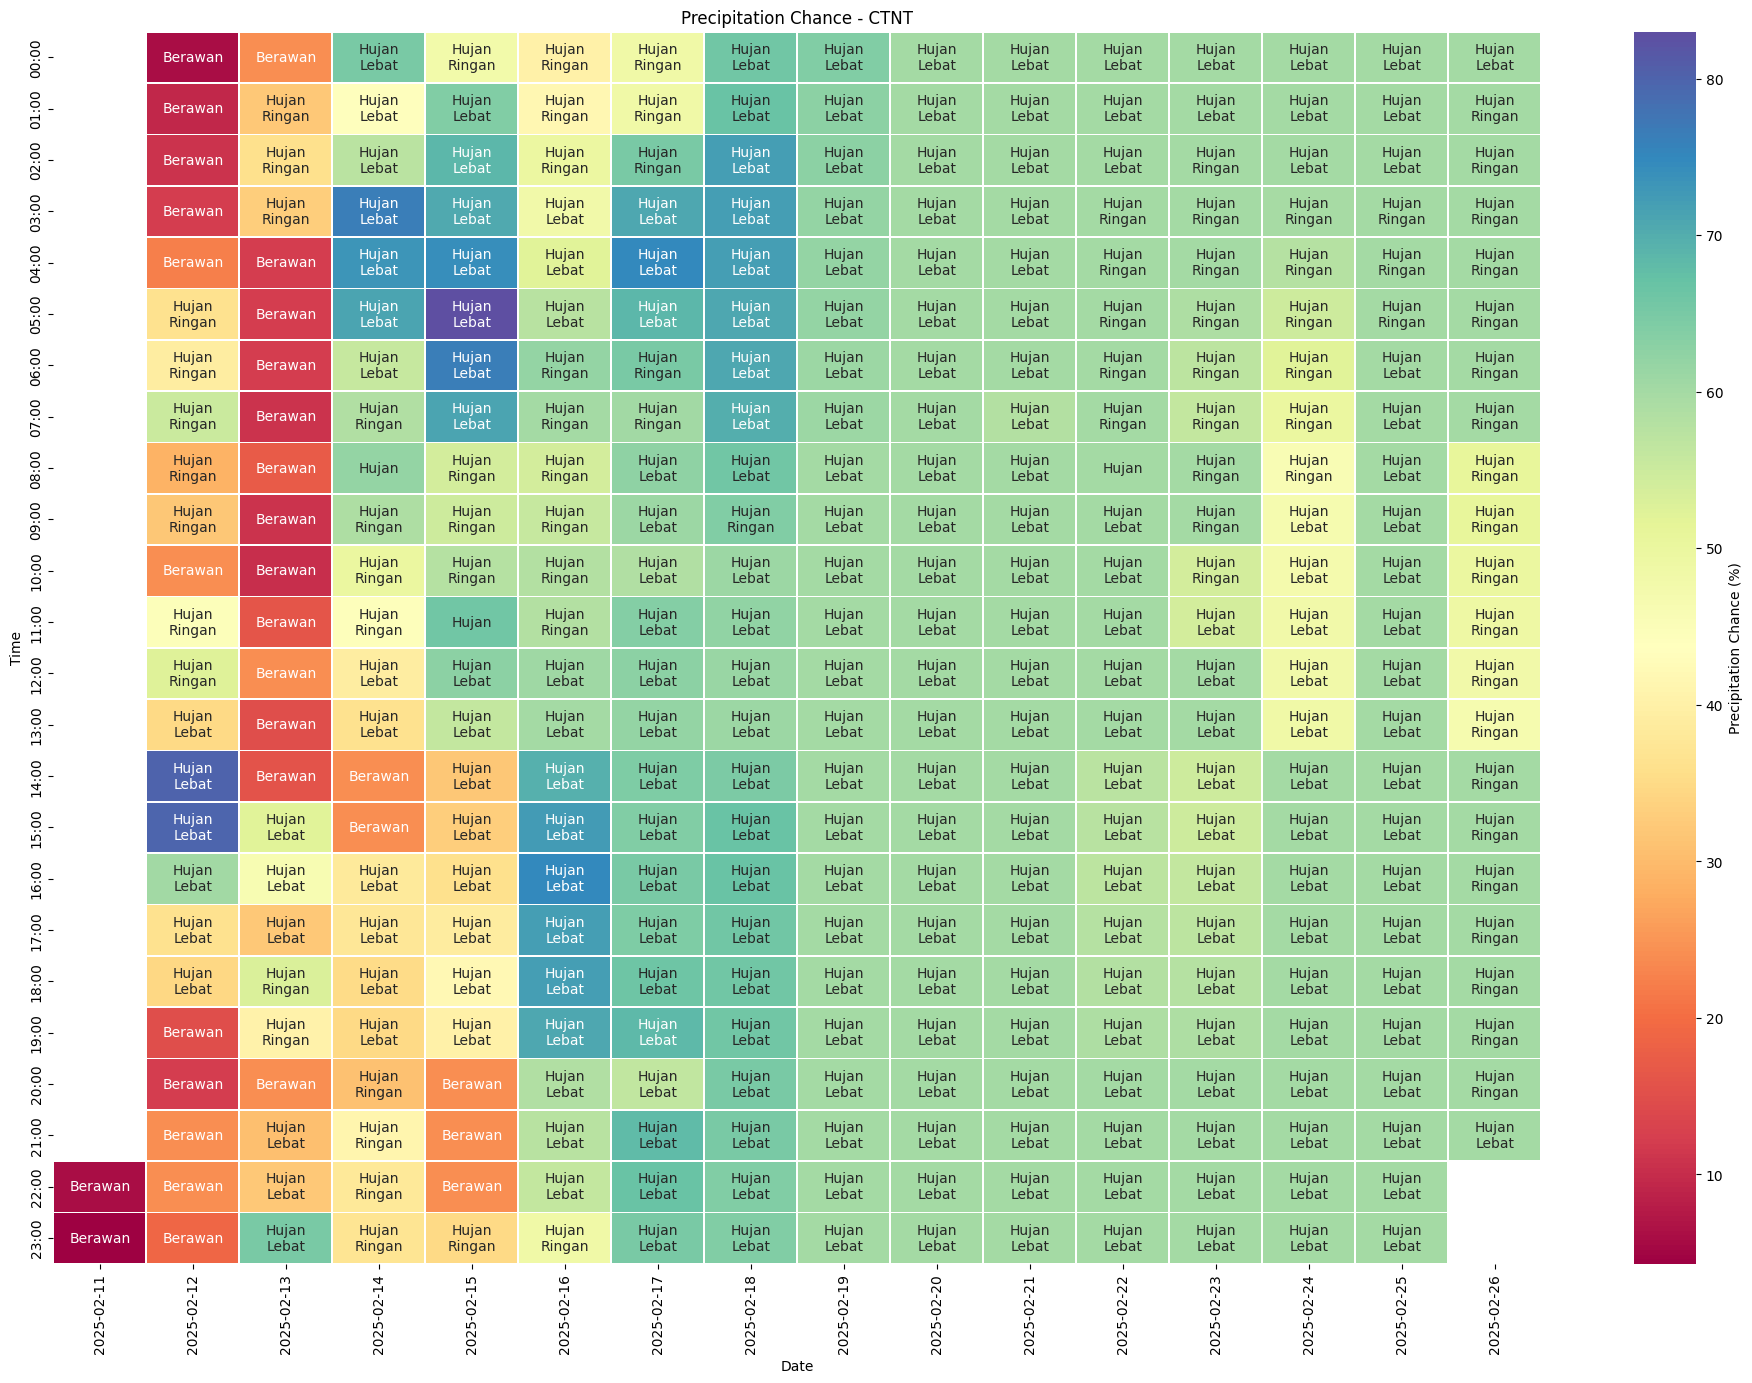 Precipitation Chance - CTNT
00:00 Berawan Berawan Hujan Lebat Hujan Ringan Hujan Ringan Hujan Ringan Hujan Lebat Hujan Lebat Hujan Lebat Hujan Lebat Hujan Lebat Hujan Lebat Hujan Lebat Hujan Lebat Hujan Lebat
01:00 Berawan Hujan Ringan Hujan Lebat Hujan Lebat Hujan Ringan Hujan Ringan Hujan Lebat Hujan Lebat Hujan Lebat Hujan Lebat Hujan Lebat Hujan Lebat Hujan Lebat Hujan Lebat Hujan Ringan
02:00 Berawan Hujan Ringan Hujan Lebat Hujan Lebat Hujan Ringan Hujan Ringan Hujan Lebat Hujan Lebat Hujan Lebat Hujan Lebat Hujan Lebat Hujan Ringan Hujan Lebat Hujan Lebat Hujan Ringan
03:00 Berawan Hujan Ringan Hujan Lebat Hujan Lebat Hujan Lebat Hujan Lebat Hujan Lebat Hujan Lebat Hujan Lebat Hujan Lebat Hujan Ringan Hujan Ringan Hujan Ringan Hujan Ringan Hujan Ringan
04:00 Berawan Berawan Hujan Lebat Hujan Lebat Hujan Lebat Hujan Lebat Hujan Lebat Hujan Lebat Hujan Lebat Hujan Lebat Hujan Ringan Hujan Ringan Hujan Ringan Hujan Ringan Hujan Ringan
05:00 Hujan Ringan Berawan Hujan Lebat Hujan Lebat Hujan Lebat Hujan Lebat Hujan Lebat Hujan Lebat Hujan Lebat Hujan Lebat Hujan Ringan Hujan Ringan Hujan Ringan Hujan Ringan Hujan Ringan
06:00 Hujan Ringan Berawan Hujan Lebat Hujan Lebat Hujan Ringan Hujan Ringan Hujan Lebat Hujan Lebat Hujan Lebat Hujan Lebat Hujan Ringan Hujan Ringan Hujan Ringan Hujan Lebat Hujan Ringan
07:00 Hujan Ringan Berawan Hujan Ringan Hujan Lebat Hujan Ringan Hujan Ringan Hujan Lebat Hujan Lebat Hujan Lebat Hujan Lebat Hujan Ringan Hujan Ringan Hujan Ringan Hujan Lebat Hujan Ringan
08:00 Hujan Ringan Berawan Hujan Hujan Ringan Hujan Ringan Hujan Lebat Hujan Lebat Hujan Lebat Hujan Lebat Hujan Lebat Hujan Hujan Ringan Hujan Ringan Hujan Lebat Hujan Ringan
09:00 Hujan Ringan Berawan Hujan Ringan Hujan Ringan Hujan Ringan Hujan Lebat Hujan Ringan Hujan Lebat Hujan Lebat Hujan Lebat Hujan Lebat Hujan Ringan Hujan Lebat Hujan Lebat Hujan Ringan
10:00 Berawan Berawan Hujan Ringan Hujan Ringan Hujan Ringan Hujan Lebat Hujan Lebat Hujan Lebat Hujan Lebat Hujan Lebat Hujan Lebat Hujan Ringan Hujan Lebat Hujan Lebat Hujan Ringan
11:00 Hujan Ringan Berawan Hujan Ringan Hujan Hujan Ringan Hujan Lebat Hujan Lebat Hujan Lebat Hujan Lebat Hujan Lebat Hujan Lebat Hujan Lebat Hujan Lebat Hujan Lebat Hujan Ringan
12:00 Hujan Ringan Berawan Hujan Lebat Hujan Lebat Hujan Lebat Hujan Lebat Hujan Lebat Hujan Lebat Hujan Lebat Hujan Lebat Hujan Lebat Hujan Lebat Hujan Lebat Hujan Lebat Hujan Ringan
13:00 Hujan Lebat Berawan Hujan Lebat Hujan Lebat Hujan Lebat Hujan Lebat Hujan Lebat Hujan Lebat Hujan Lebat Hujan Lebat Hujan Lebat Hujan Lebat Hujan Lebat Hujan Lebat Hujan Ringan
14:00 Hujan Lebat Berawan Berawan Hujan Lebat Hujan Lebat Hujan Lebat Hujan Lebat Hujan Lebat Hujan Lebat Hujan Lebat Hujan Lebat Hujan Lebat Hujan Lebat Hujan Lebat Hujan Ringan
15:00 Hujan Lebat Hujan Lebat Berawan Hujan Lebat Hujan Lebat Hujan Lebat Hujan Lebat Hujan Lebat Hujan Lebat Hujan Lebat Hujan Lebat Hujan Lebat Hujan Lebat Hujan Lebat Hujan Ringan
16:00 Hujan Lebat Hujan Lebat Hujan Lebat Hujan Lebat Hujan Lebat Hujan Lebat Hujan Lebat Hujan Lebat Hujan Lebat Hujan Lebat Hujan Lebat Hujan Lebat Hujan Lebat Hujan Lebat Hujan Ringan
17:00 Hujan Lebat Hujan Lebat Hujan Lebat Hujan Lebat Hujan Lebat Hujan Lebat Hujan Lebat Hujan Lebat Hujan Lebat Hujan Lebat Hujan Lebat Hujan Lebat Hujan Lebat Hujan Lebat Hujan Ringan
18:00 Hujan Lebat Hujan Ringan Hujan Lebat Hujan Lebat Hujan Lebat Hujan Lebat Hujan Lebat Hujan Lebat Hujan Lebat Hujan Lebat Hujan Lebat Hujan Lebat Hujan Lebat Hujan Lebat Hujan Ringan
19:00 Berawan Hujan Ringan Hujan Lebat Hujan Lebat Hujan Lebat Hujan Lebat Hujan Lebat Hujan Lebat Hujan Lebat Hujan Lebat Hujan Lebat Hujan Lebat Hujan Lebat Hujan Lebat Hujan Ringan
20:00 Berawan Berawan Hujan Ringan Berawan Hujan Lebat Hujan Lebat Hujan Lebat Hujan Lebat Hujan Lebat Hujan Lebat Hujan Lebat Hujan Lebat Hujan Lebat Hujan Lebat Hujan Ringan
21:00 Berawan Hujan Lebat Hujan Ringan Berawan Hujan Lebat Hujan Lebat Hujan Lebat Hujan Lebat Hujan Lebat Hujan Lebat Hujan Lebat Hujan Lebat Hujan Lebat Hujan Lebat Hujan Lebat
22:00 Berawan Berawan Hujan Lebat Hujan Ringan Berawan Hujan Lebat Hujan Lebat Hujan Lebat Hujan Lebat Hujan Lebat Hujan Lebat Hujan Lebat Hujan Lebat Hujan Lebat Hujan Lebat
23:00 Berawan Berawan Hujan Lebat Hujan Ringan Hujan Ringan Hujan Ringan Hujan Lebat Hujan Lebat Hujan Lebat Hujan Lebat Hujan Lebat Hujan Lebat Hujan Lebat Hujan Lebat Hujan Lebat
Time
2025-02-11 2025-02-12 2025-02-13 2025-02-14 2025-02-15 2025-02-16 2025-02-17 2025-02-18 2025-02-19 2025-02-20 2025-02-21 2025-02-22 2025-02-23 2025-02-24 2025-02-25 2025-02-26
Date
80
70
60
50
40
30
20
10
Precipitation Chance (%)